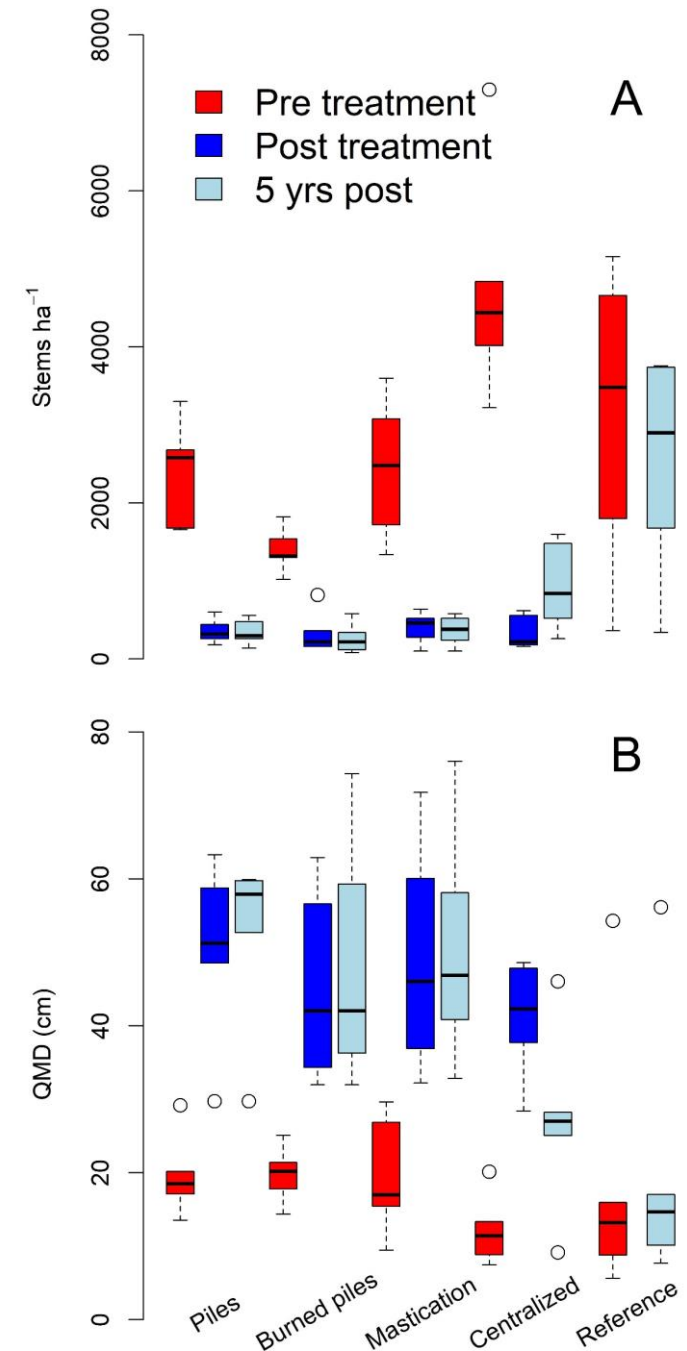 8000
A
Pre treatment
Post treatment
5 yrs post
6000
Stems ha⁻¹
4000
2000
0
80
B
60
QMD (cm)
40
20
0
Piles
Burned piles
Mastication
Centralized
Reference